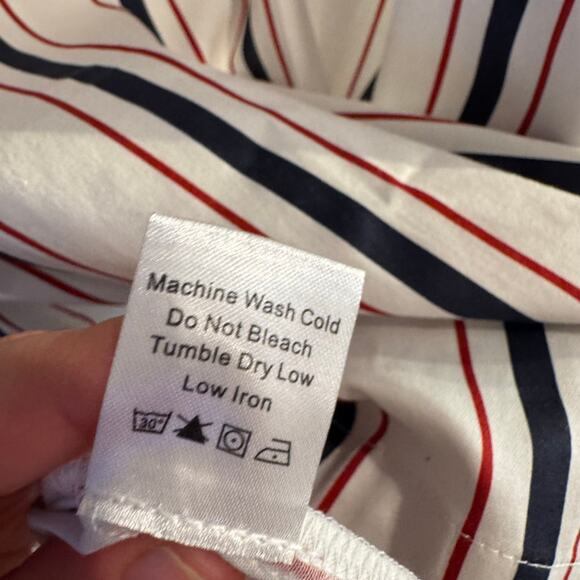 Machine Wash Cold
Do Not Bleach
Tumble Dry Low
Low Iron
30°